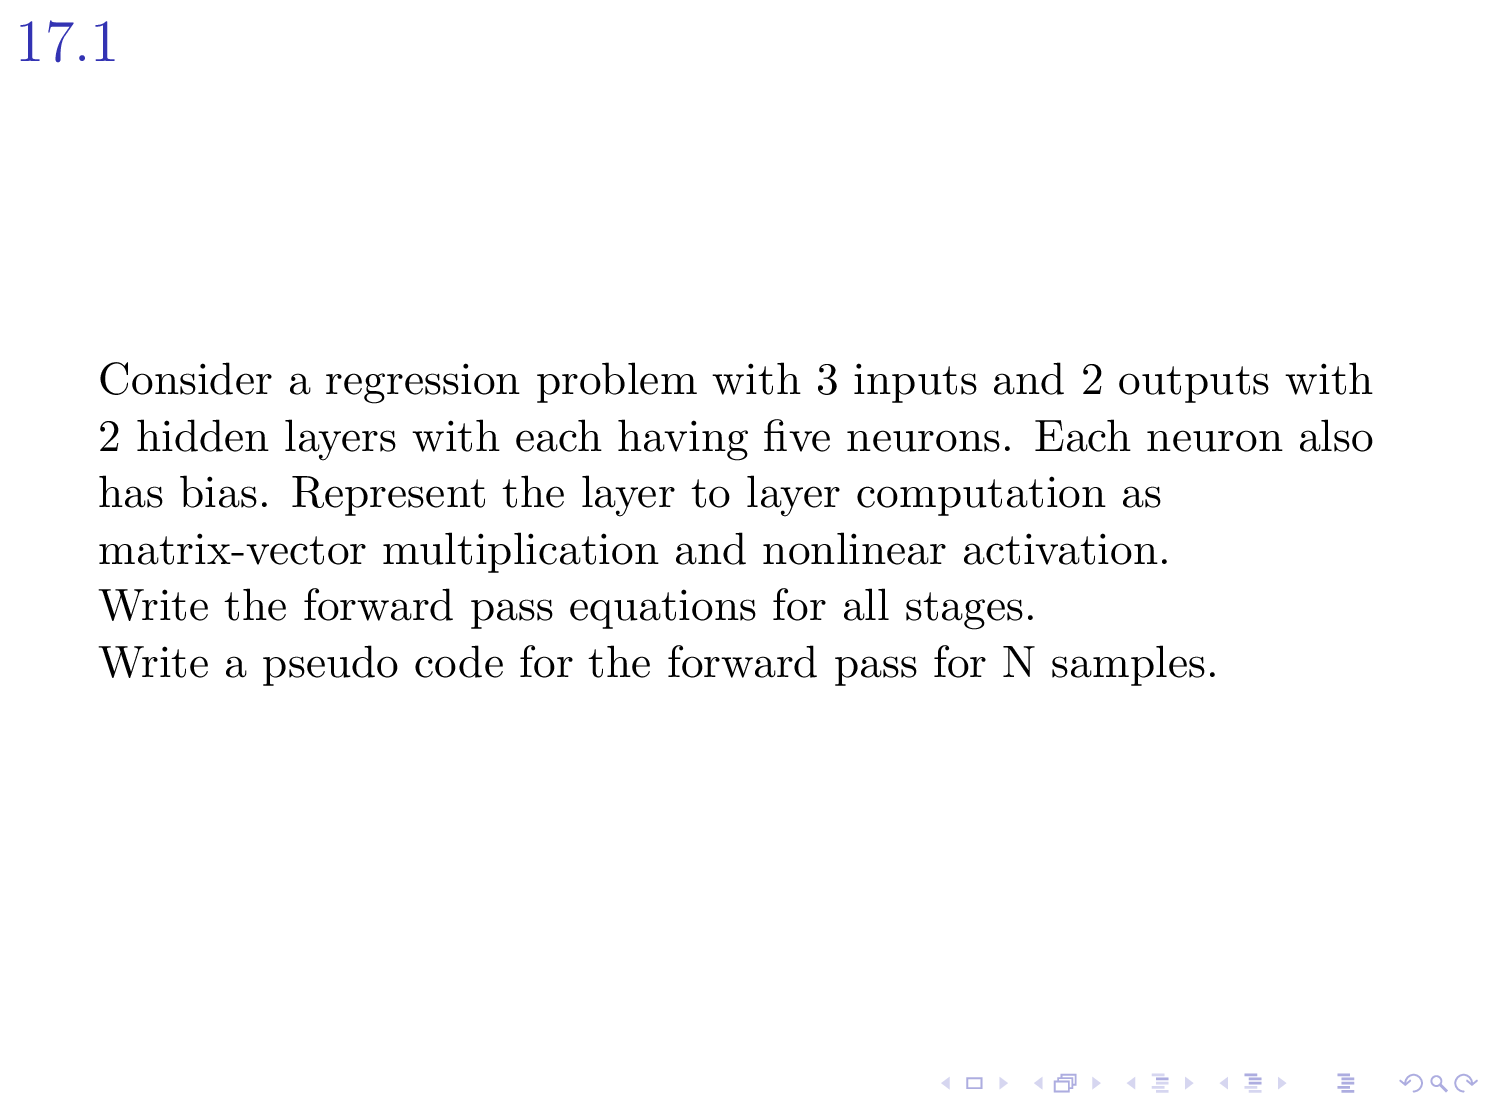 17.1
Consider a regression problem with 3 inputs and 2 outputs with
2 hidden layers with each having five neurons. Each neuron also
has bias. Represent the layer to layer computation as
matrix-vector multiplication and nonlinear activation.
Write the forward pass equations for all stages.
Write a pseudo code for the forward pass for N samples.